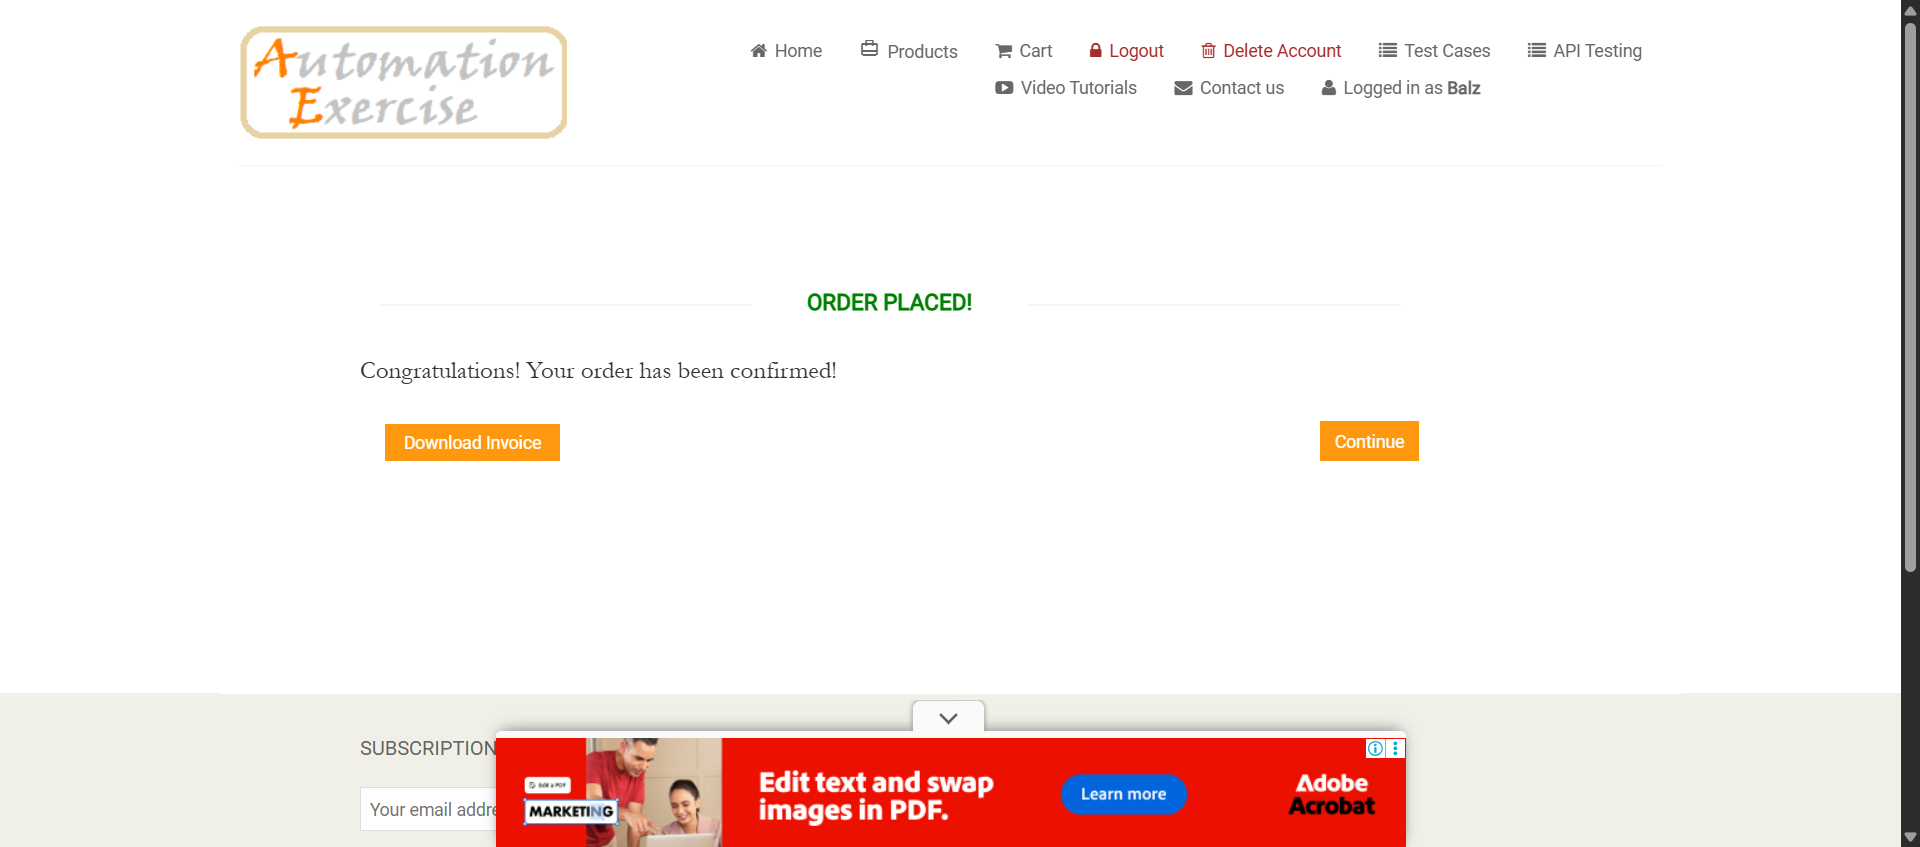 Automation
Exercise
Home Products Cart Logout Delete Account Test Cases API Testing
Video Tutorials Contact us Logged in as Balz
ORDER PLACED!
Congratulations! Your order has been confirmed!
Download Invoice
Continue
SUBSCRIPTION
Your email addre
Edit a PDF
MARKETING
Edit text and swap
images in PDF.
Learn more
Adobe
Acrobat